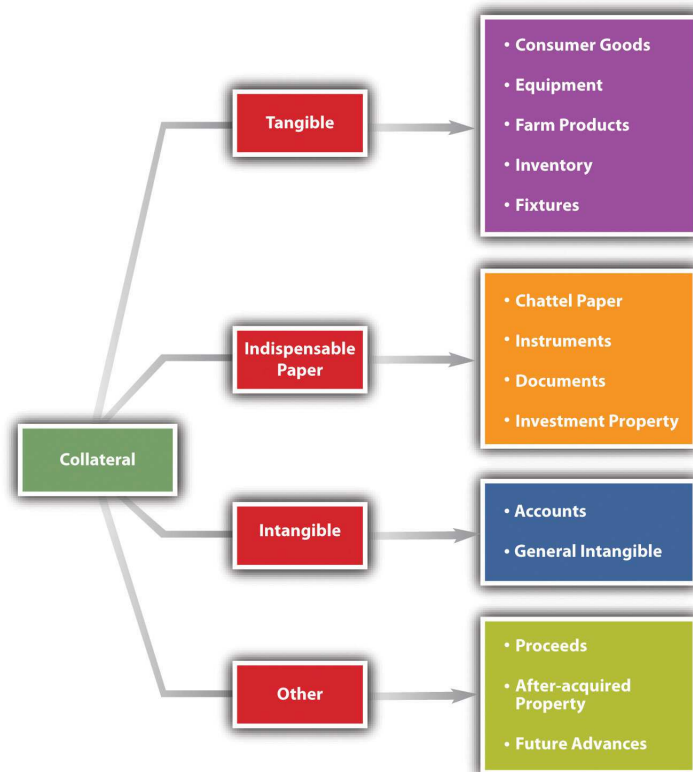 Collateral
Tangible
• Consumer Goods
• Equipment
• Farm Products
• Inventory
• Fixtures
Indispensable
Paper
• Chattel Paper
• Instruments
• Documents
• Investment Property
Intangible
• Accounts
• General Intangible
Other
• Proceeds
• After-acquired
Property
• Future Advances